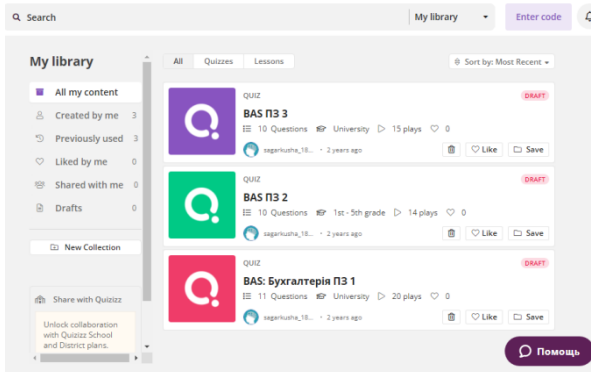 Search
My library
Enter code
My library
All my content
Created by me 3
Previously used 3
Liked by me 0
Shared with me 0
Drafts 0
New Collection
Share with Quizizz
Unlock collaboration
with Quizizz School
and District plans.
All Quizzes Lessons
Sort by: Most Recent
QUIZ DRAFT
BAS ПЗ 3
10 Questions University 15 plays 0
sagarkusha_18... • 2 years ago Like Save
QUIZ DRAFT
BAS ПЗ 2
10 Questions 1st - 5th grade 14 plays 0
sagarkusha_18... • 2 years ago Like Save
QUIZ DRAFT
BAS: Бухгалтерія ПЗ 1
11 Questions University 20 plays 0
sagarkusha_18... • 2 years ago Like Save
Помощь